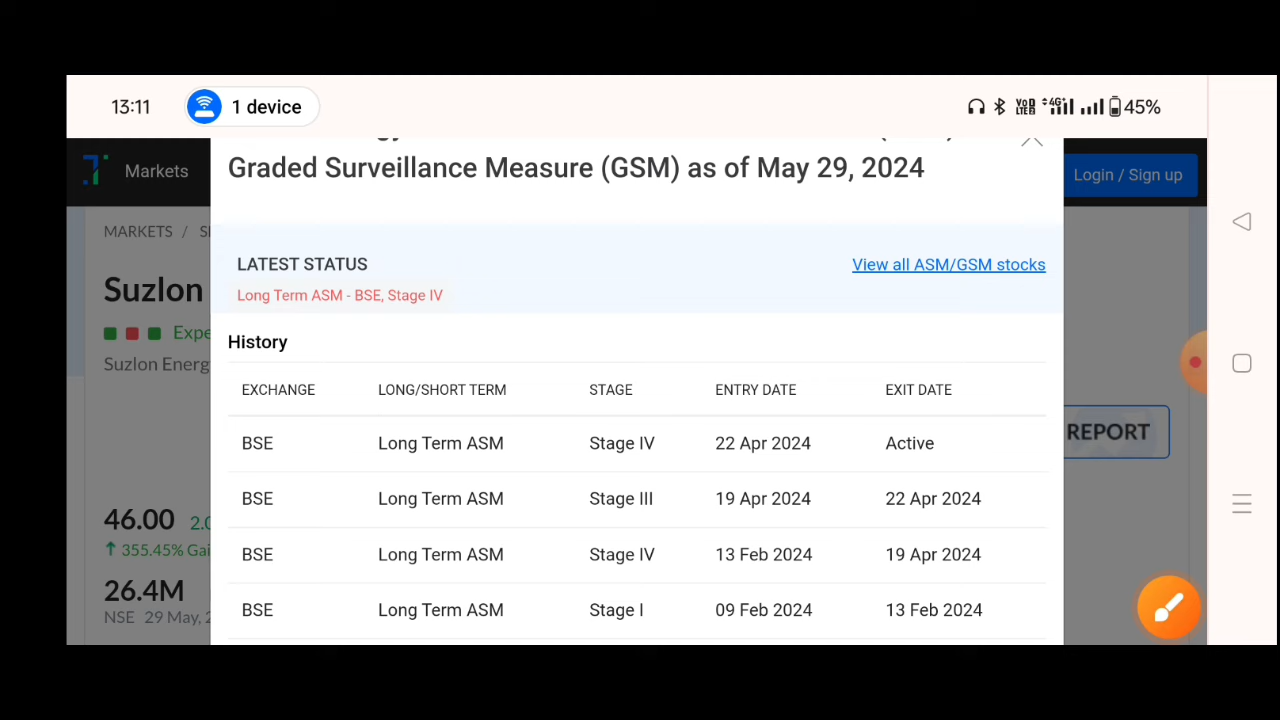 13:11 1 device 45%
Graded Surveillance Measure (GSM) as of May 29, 2024
Markets
Login / Sign up
MARKETS /
LATEST STATUS
View all ASM/GSM stocks
Long Term ASM - BSE, Stage IV
Suzlon
Suzlon Energy
History
EXCHANGE LONG/SHORT TERM STAGE ENTRY DATE EXIT DATE
BSE Long Term ASM Stage IV 22 Apr 2024 Active
BSE Long Term ASM Stage III 19 Apr 2024 22 Apr 2024
BSE Long Term ASM Stage IV 13 Feb 2024 19 Apr 2024
BSE Long Term ASM Stage I 09 Feb 2024 13 Feb 2024
REPORT
46.00
355.45%
26.4M
NSE 29 May,